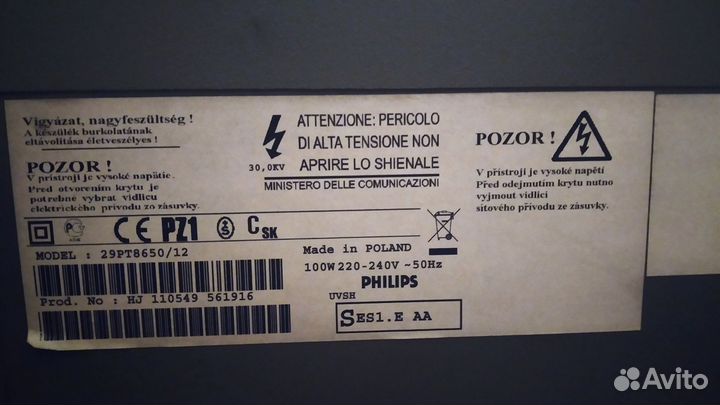 Vigyázat, nagyfeszültség !
A készülék burkolatának
eltávolítása életveszélyes !
POZOR !
V pristroji je vysoké napätie.
Pred otvorením krytu je
potrebné vybrat vidlicu
elektrického prívodu zo zásuvky.
30,0KV
ATTENZIONE: PERICOLO
DI ALTA TENSIONE NON
APRIRE LO SHIENALE
MINISTERO DELLE COMUNICAZIONI
POZOR !
V přístroji je vysoké napětí
Před odejmutím krytu nutno
vyjmout vidlici
síťového přívodu ze zásuvky.
CE PZ1 S C SK
MODEL : 29PT8650/12
Prod. No : HJ 110549 561916
Made in POLAND
100W 220-240V ~50Hz
PHILIPS
UVSH
SES1.E AA
Avito